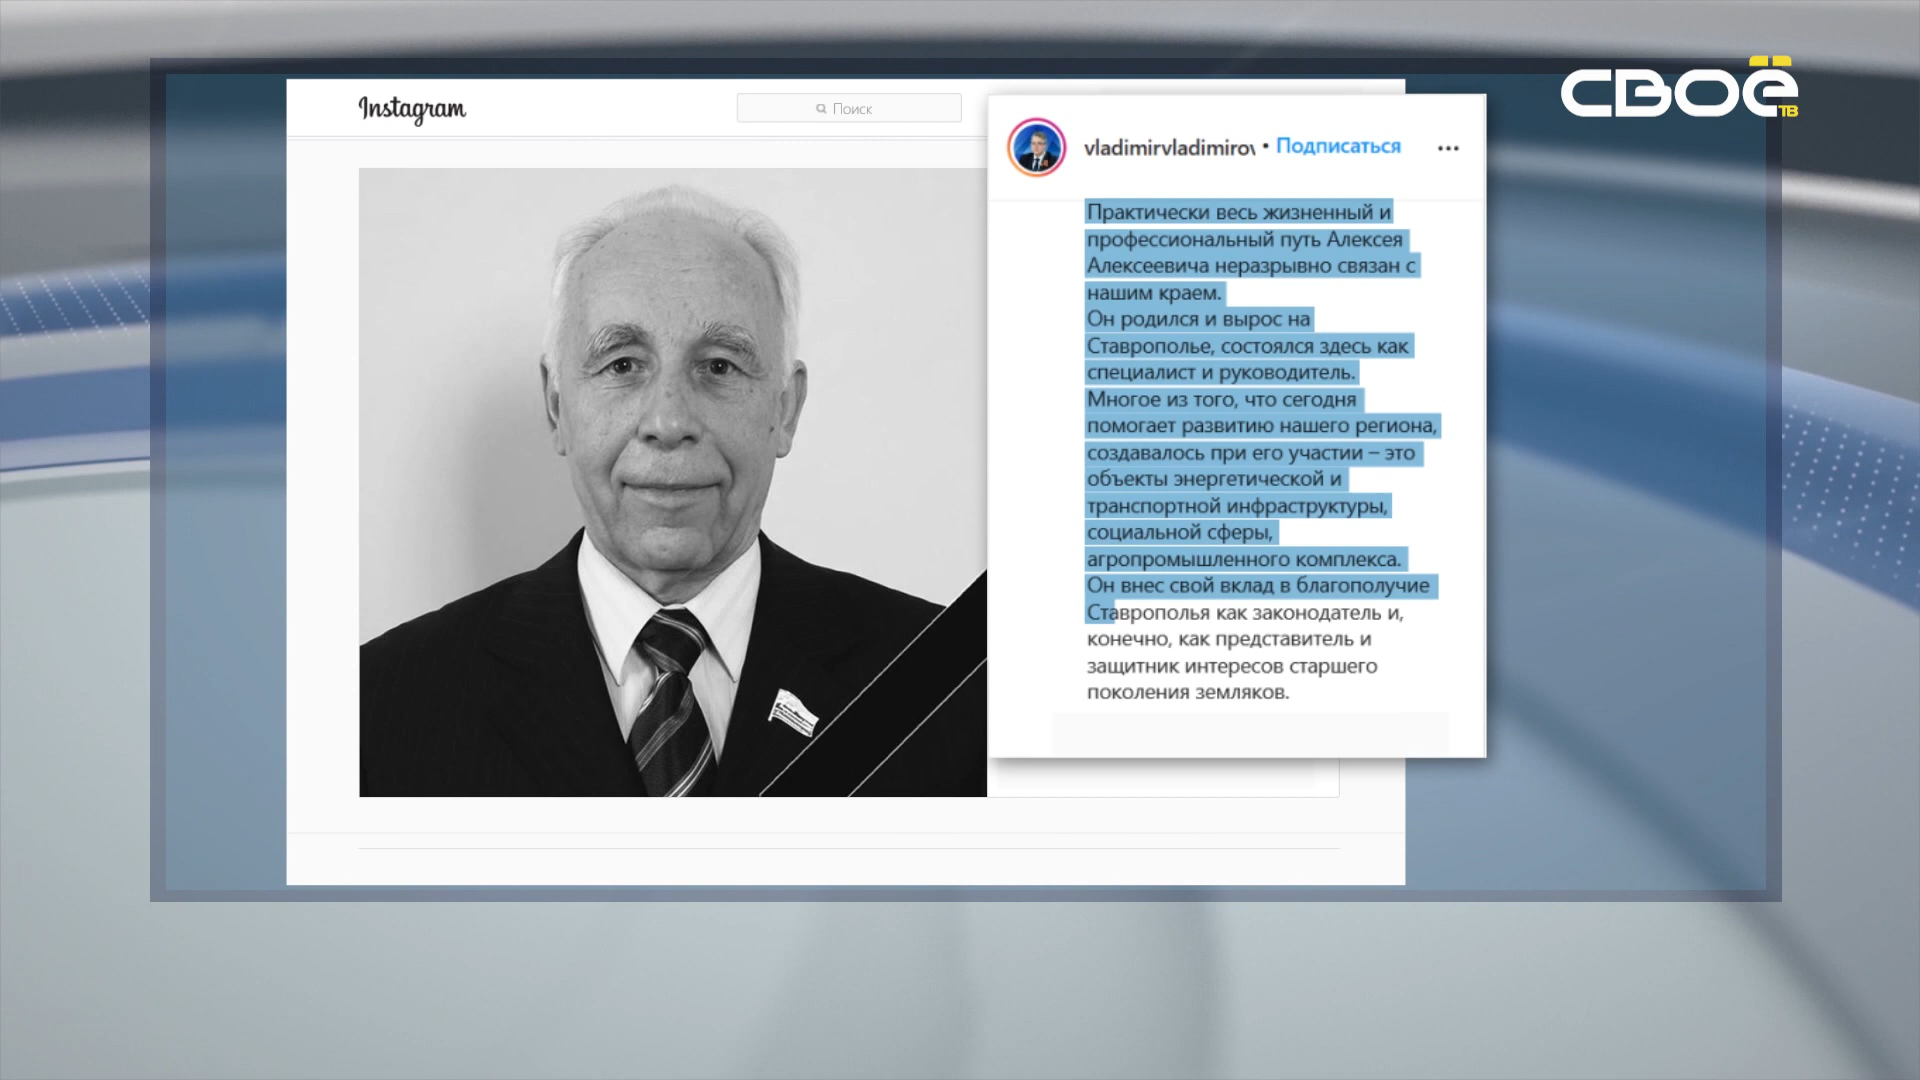 СВОЁ
ТВ
Instagram
Поиск
vladimirvladimirov • Подписаться
Практически весь жизненный и
профессиональный путь Алексея
Алексеевича неразрывно связан с
нашим краем.
Он родился и вырос на
Ставрополье, состоялся здесь как
специалист и руководитель.
Многое из того, что сегодня
помогает развитию нашего региона,
создавалось при его участии – это
объекты энергетической и
транспортной инфраструктуры,
социальной сферы,
агропромышленного комплекса.
Он внес свой вклад в благополучие
Ставрополья как законодатель и,
конечно, как представитель и
защитник интересов старшего
поколения земляков.